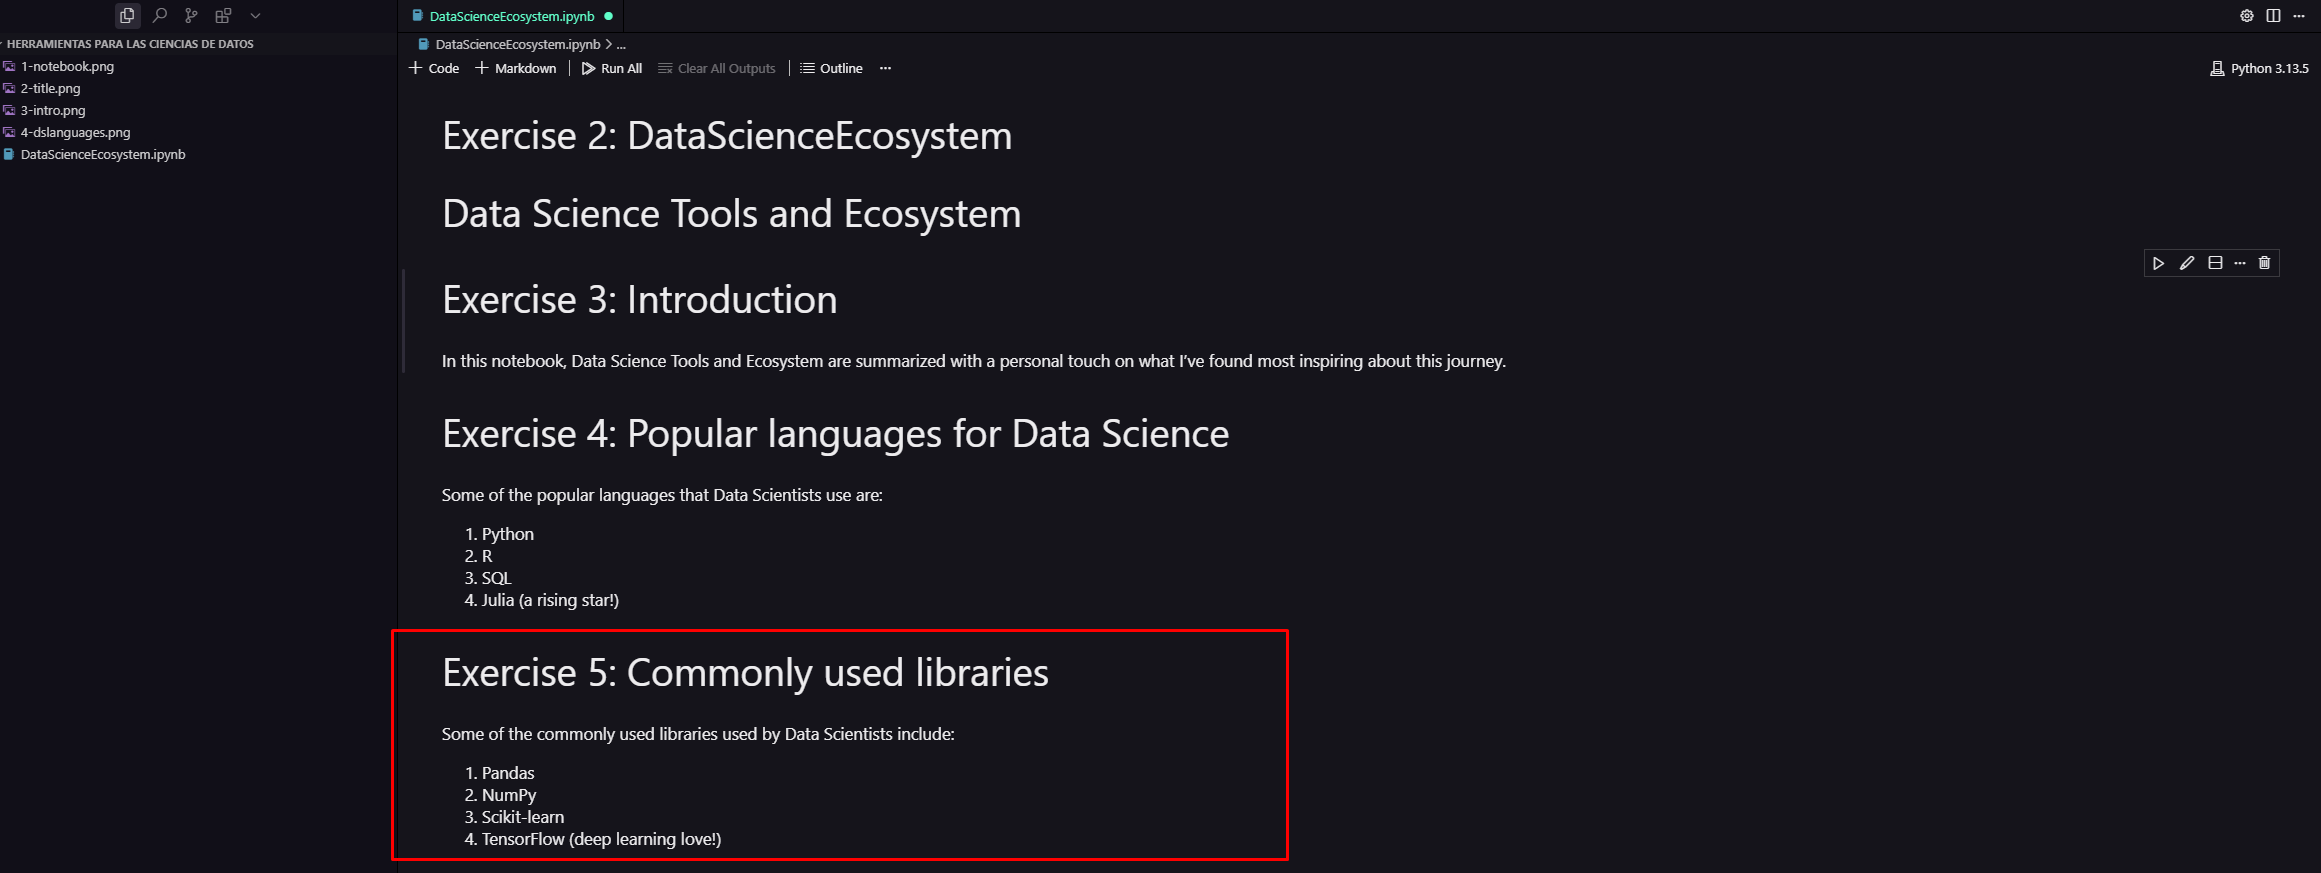 DataScienceEcosystem.ipynb
HERRAMIENTAS PARA LAS CIENCIAS DE DATOS
1-notebook.png
2-title.png
3-intro.png
4-dslanguages.png
DataScienceEcosystem.ipynb
DataScienceEcosystem.ipynb > ...
+ Code + Markdown | Run All Clear All Outputs | Outline ...
Python 3.13.5
Exercise 2: DataScienceEcosystem
Data Science Tools and Ecosystem
Exercise 3: Introduction
In this notebook, Data Science Tools and Ecosystem are summarized with a personal touch on what I’ve found most inspiring about this journey.
Exercise 4: Popular languages for Data Science
Some of the popular languages that Data Scientists use are:
1. Python
2. R
3. SQL
4. Julia (a rising star!)
Exercise 5: Commonly used libraries
Some of the commonly used libraries used by Data Scientists include:
1. Pandas
2. NumPy
3. Scikit-learn
4. TensorFlow (deep learning love!)